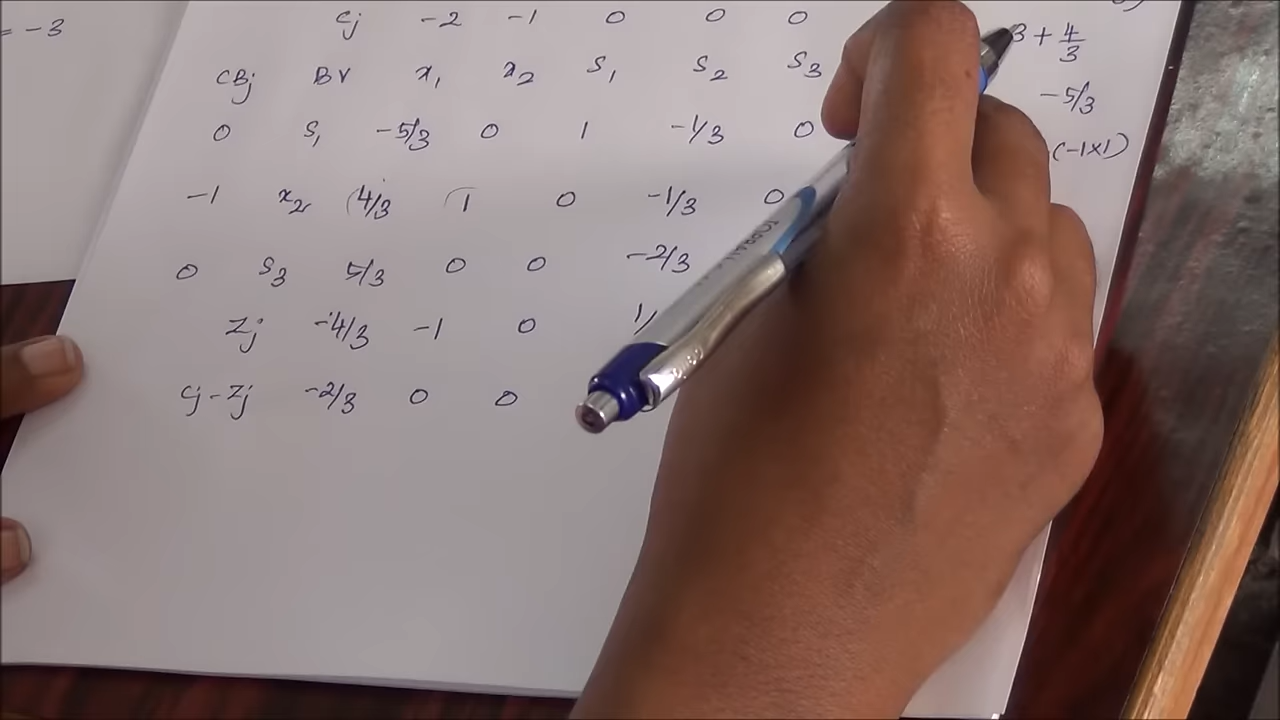 = -3
Cj -2 -1 0 0 0
CBj BV x₁ x₂ S₁ S₂ S₃
0 S₁ -5/3 0 1 -1/3 0
-1 x₂ 4/3 1 0 -1/3 0
0 S₃ 5/3 0 0 -2/3
Zj -4/3 -1 0 1/
Cj - Zj -2/3 0 0
3 + 4/3
-5/3
(-1x1)